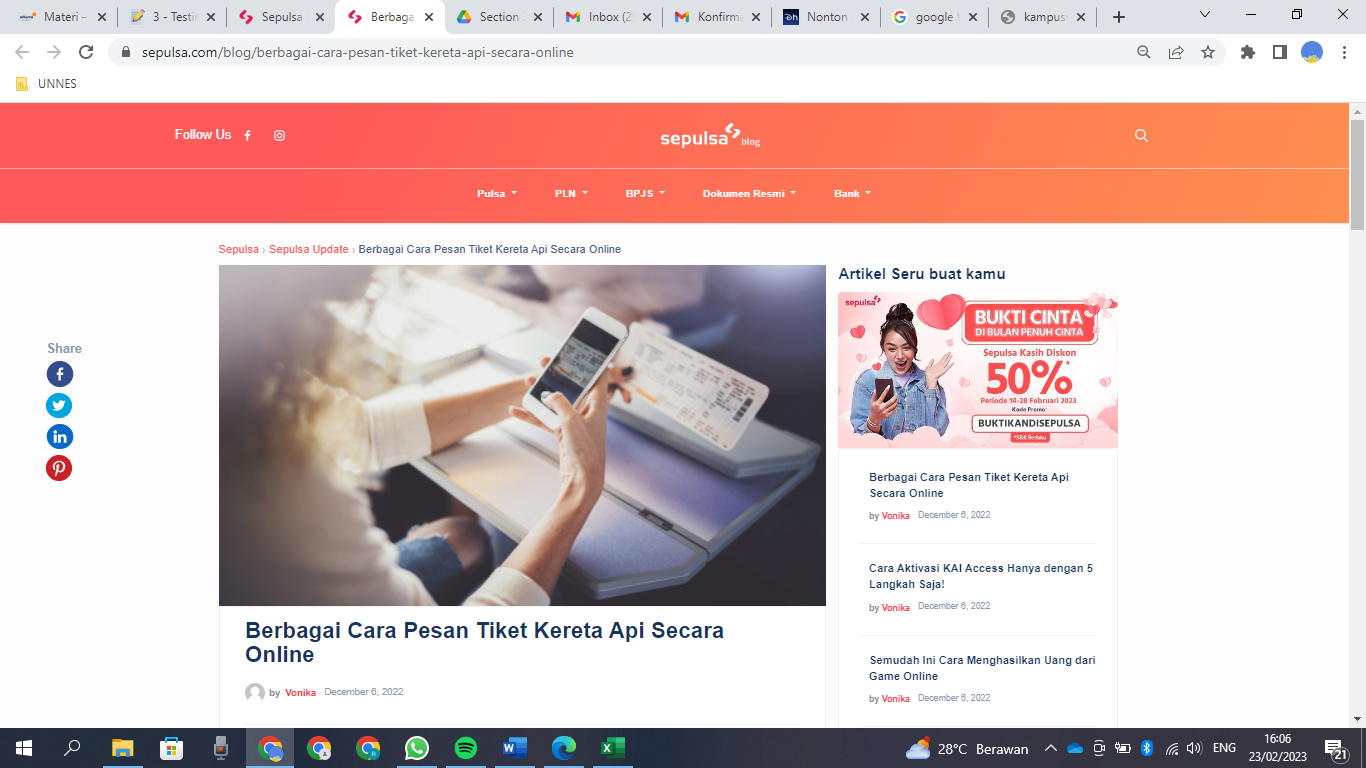 Materi –
3 - Testin
Sepulsa
Berbaga
Section
Inbox (2
Konfirma
Nonton
google t
kampus
sepulsa.com/blog/berbagai-cara-pesan-tiket-kereta-api-secara-online
UNNES
Follow Us
sepulsa blog
Pulsa
PLN
BPJS
Dokumen Resmi
Bank
Sepulsa › Sepulsa Update › Berbagai Cara Pesan Tiket Kereta Api Secara Online
Share
Berbagai Cara Pesan Tiket Kereta Api Secara
Online
by Vonika December 6, 2022
Artikel Seru buat kamu
sepulsa
BUKTI CINTA
DI BULAN PENUH CINTA
Sepulsa Kasih Diskon
50%*
Periode 14-28 Februari 2023
Kode Promo:
BUKTIKANDISEPULSA
*S&K Berlaku
Berbagai Cara Pesan Tiket Kereta Api
Secara Online
by Vonika December 6, 2022
Cara Aktivasi KAI Access Hanya dengan 5
Langkah Saja!
by Vonika December 6, 2022
Semudah Ini Cara Menghasilkan Uang dari
Game Online
by Vonika December 6, 2022
28°C Berawan
ENG
16:06
23/02/2023
21